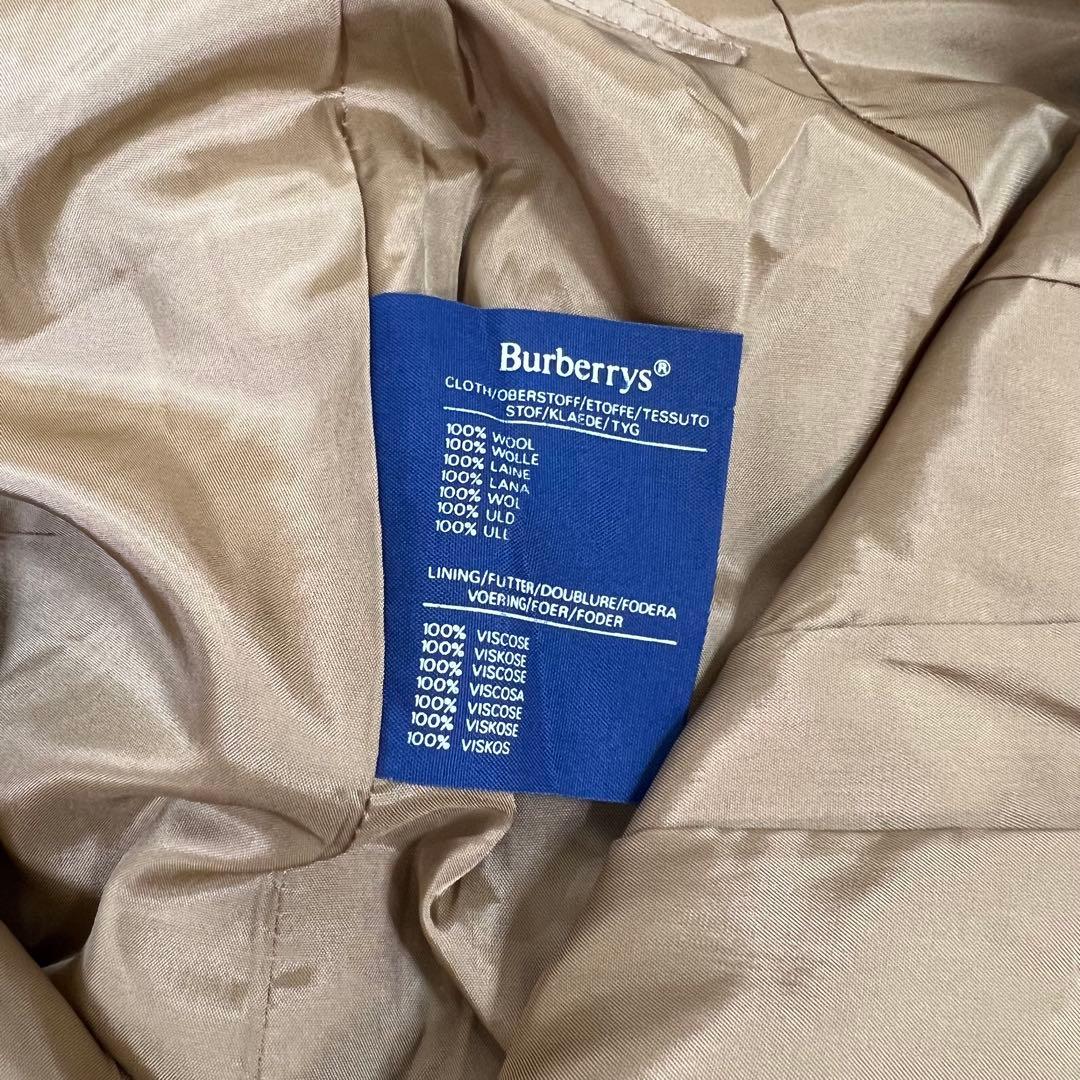 Burberrys®
CLOTH/OBERSTOFF/ETOFFE/TESSUTO
STOF/KLAEDE/TYG
100% WOOL
100% WOLLE
100% LAINE
100% LANA
100% WOL
100% ULD
100% ULL
LINING/FUTTER/DOUBLURE/FODERA
VOERING/FOER/FODER
100% VISCOSE
100% VISKOSE
100% VISCOSE
100% VISCOSA
100% VISCOSE
100% VISKOSE
100% VISKOS